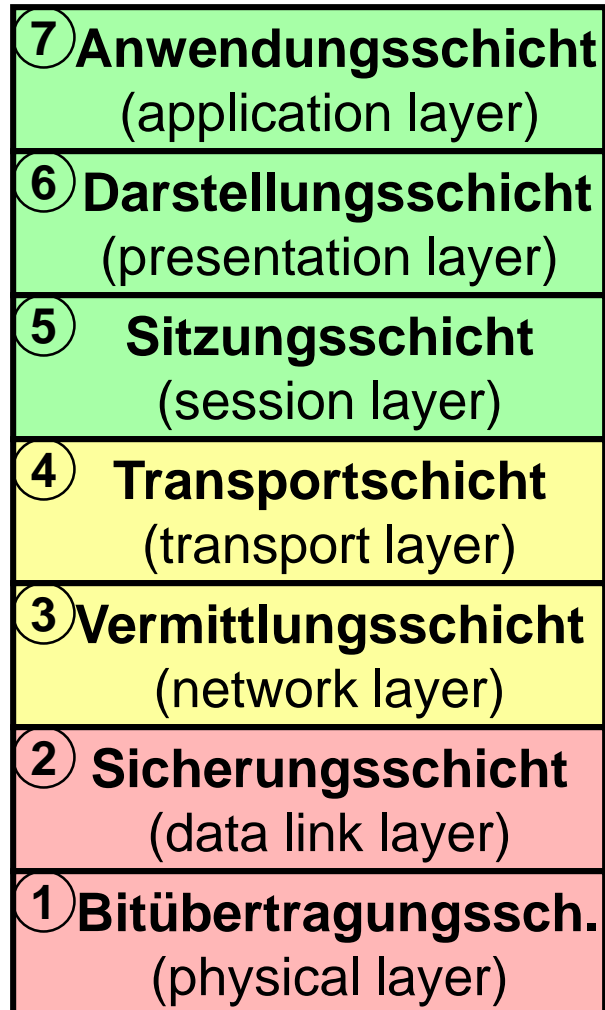 7 Anwendungsschicht
(application layer)
6 Darstellungsschicht
(presentation layer)
5 Sitzungsschicht
(session layer)
4 Transportschicht
(transport layer)
3 Vermittlungsschicht
(network layer)
2 Sicherungsschicht
(data link layer)
1 Bitübertragungssch.
(physical layer)